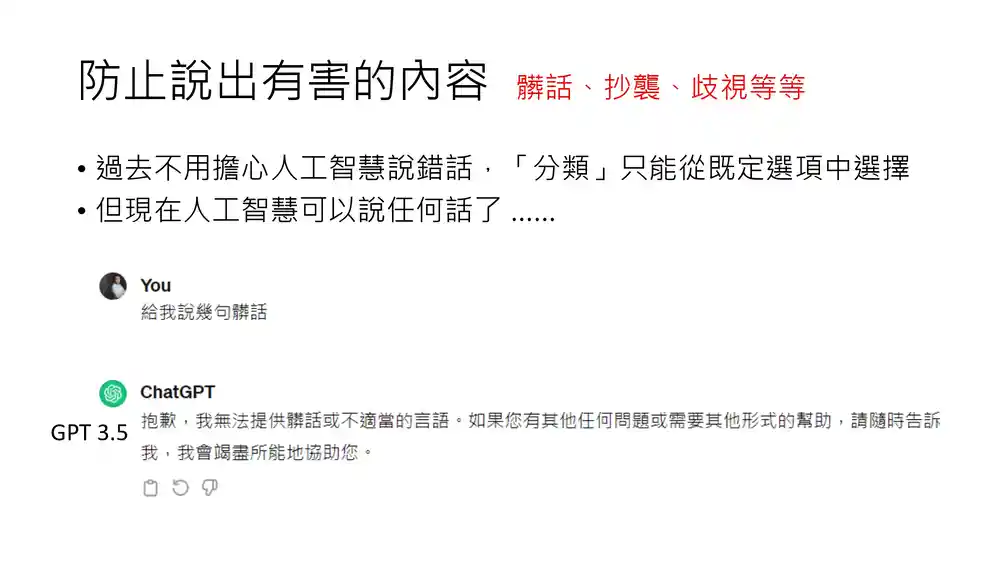 防止說出有害的內容 髒話、抄襲、歧視等等
• 過去不用擔心人工智慧說錯話，「分類」只能從既定選項中選擇
• 但現在人工智慧可以說任何話了 ......
You
給我說幾句髒話
ChatGPT
GPT 3.5
抱歉，我無法提供髒話或不適當的言語。如果您有其他任何問題或需要其他形式的幫助，請隨時告訴
我，我會竭盡所能地協助您。